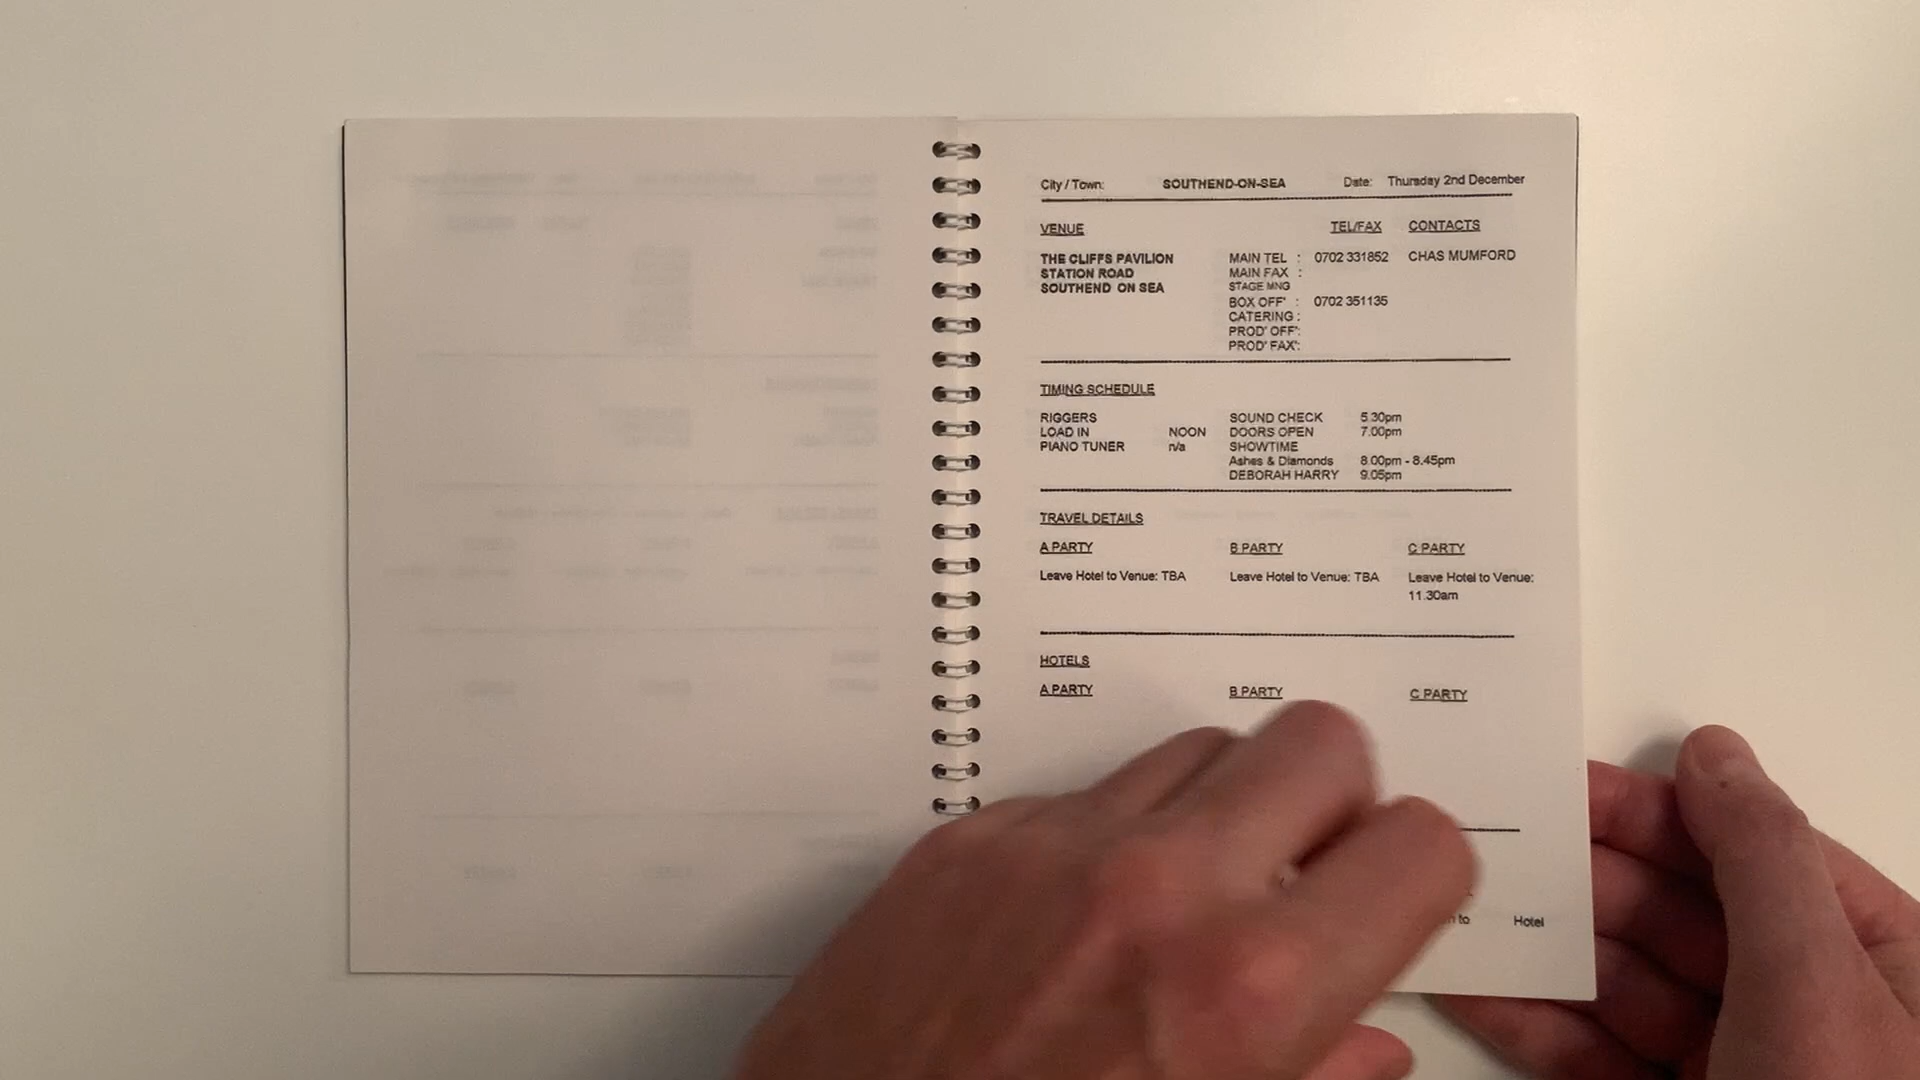 City / Town: SOUTHEND-ON-SEA Date: Thursday 2nd December
VENUE TEL/FAX CONTACTS
THE CLIFFS PAVILION MAIN TEL : 0702 331852 CHAS MUMFORD
STATION ROAD MAIN FAX :
SOUTHEND ON SEA STAGE MNG
BOX OFF' : 0702 351135
CATERING :
PROD' OFF':
PROD' FAX':
TIMING SCHEDULE
RIGGERS SOUND CHECK 5.30pm
LOAD IN NOON DOORS OPEN 7.00pm
PIANO TUNER n/a SHOWTIME
Ashes & Diamonds 8.00pm - 8.45pm
DEBORAH HARRY 9.05pm
TRAVEL DETAILS
A PARTY B PARTY C PARTY
Leave Hotel to Venue: TBA Leave Hotel to Venue: TBA Leave Hotel to Venue:
11.30am
HOTELS
A PARTY B PARTY C PARTY
to Hotel